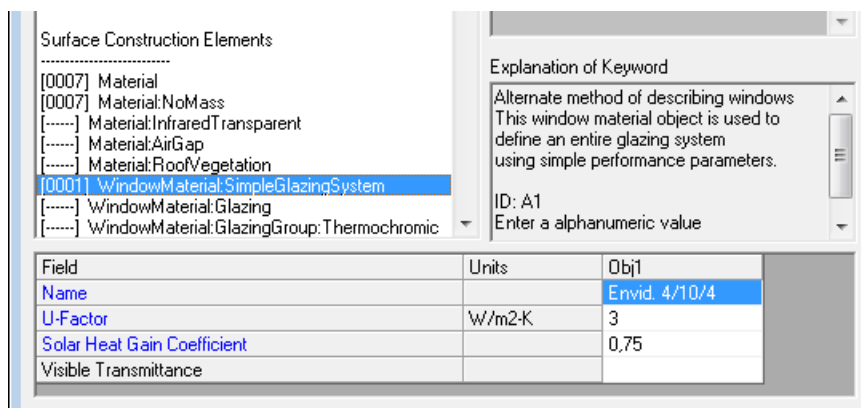 Surface Construction Elements
---------------------------
[0007] Material
[0007] Material:NoMass
[------] Material:InfraredTransparent
[------] Material:AirGap
[------] Material:RoofVegetation
[0001] WindowMaterial:SimpleGlazingSystem
[------] WindowMaterial:Glazing
[------] WindowMaterial:GlazingGroup:Thermochromic
Explanation of Keyword
Alternate method of describing windows
This window material object is used to
define an entire glazing system
using simple performance parameters.
ID: A1
Enter a alphanumeric value
Field Units Obj1
Name Envid. 4/10/4
U-Factor W/m2-K 3
Solar Heat Gain Coefficient 0,75
Visible Transmittance